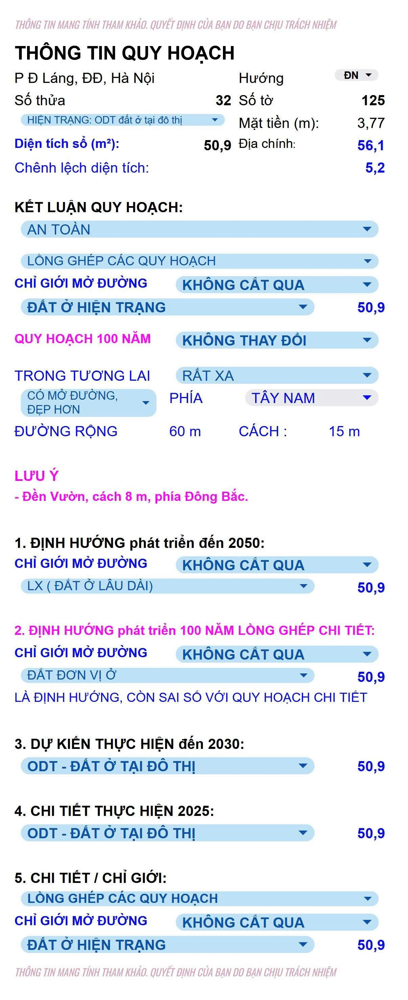 THÔNG TIN MANG TÍNH THAM KHẢO. QUYẾT ĐỊNH CỦA BẠN DO BẠN CHỊU TRÁCH NHIỆM
THÔNG TIN QUY HOẠCH
P Đ Láng, ĐĐ, Hà Nội Hướng ĐN
Số thửa 32 Số tờ 125
HIỆN TRẠNG: ODT đất ở tại đô thị Mặt tiền (m): 3,77
Diện tích sổ (m²): 50,9 Địa chính: 56,1
Chênh lệch diện tích: 5,2
KẾT LUẬN QUY HOẠCH:
AN TOÀN
LỒNG GHÉP CÁC QUY HOẠCH
CHỈ GIỚI MỞ ĐƯỜNG KHÔNG CẮT QUA
ĐẤT Ở HIỆN TRẠNG 50,9
QUY HOẠCH 100 NĂM KHÔNG THAY ĐỔI
TRONG TƯƠNG LAI RẤT XA
CÓ MỞ ĐƯỜNG, ĐẸP HƠN PHÍA TÂY NAM
ĐƯỜNG RỘNG 60 m CÁCH : 15 m
LƯU Ý
- Đền Vườn, cách 8 m, phía Đông Bắc.
1. ĐỊNH HƯỚNG phát triển đến 2050:
CHỈ GIỚI MỞ ĐƯỜNG KHÔNG CẮT QUA
LX ( ĐẤT Ở LÂU DÀI) 50,9
2. ĐỊNH HƯỚNG phát triển 100 NĂM LỒNG GHÉP CHI TIẾT:
CHỈ GIỚI MỞ ĐƯỜNG KHÔNG CẮT QUA
ĐẤT ĐƠN VỊ Ở 50,9
LÀ ĐỊNH HƯỚNG, CÒN SAI SỐ VỚI QUY HOẠCH CHI TIẾT
3. DỰ KIẾN THỰC HIỆN đến 2030:
ODT - ĐẤT Ở TẠI ĐÔ THỊ 50,9
4. CHI TIẾT THỰC HIỆN 2025:
ODT - ĐẤT Ở TẠI ĐÔ THỊ 50,9
5. CHI TIẾT / CHỈ GIỚI:
LỒNG GHÉP CÁC QUY HOẠCH
CHỈ GIỚI MỞ ĐƯỜNG KHÔNG CẮT QUA
ĐẤT Ở HIỆN TRẠNG 50,9
THÔNG TIN MANG TÍNH THAM KHẢO. QUYẾT ĐỊNH CỦA BẠN DO BẠN CHỊU TRÁCH NHIỆM